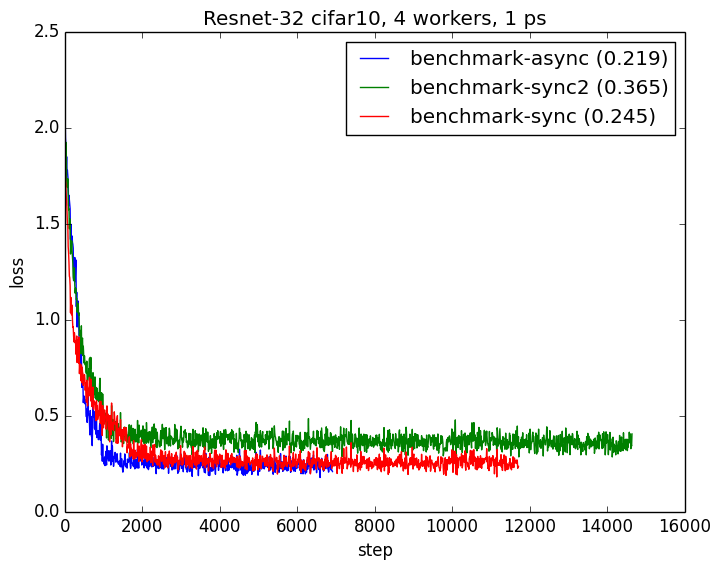 Resnet-32 cifar10, 4 workers, 1 ps
2.5
benchmark-async (0.219)
benchmark-sync2 (0.365)
benchmark-sync (0.245)
2.0
1.5
loss
1.0
0.5
0.0
0 2000 4000 6000 8000 10000 12000 14000 16000
step